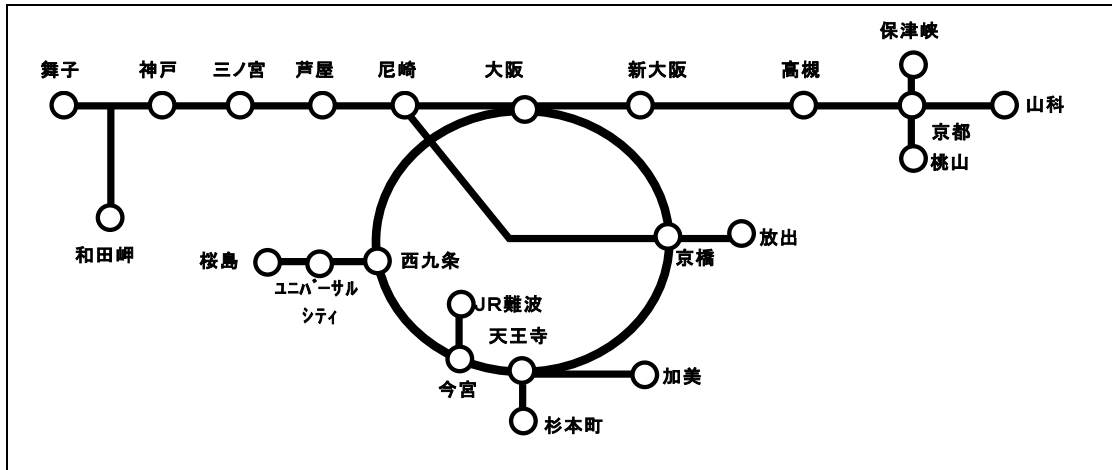 保津峡
舞子
神戸
三ノ宮
芦屋
尼崎
大阪
新大阪
高槻
山科
京都
桃山
和田岬
桜島
ユニバーサル
シティ
西九条
京橋
放出
JR難波
天王寺
今宮
加美
杉本町